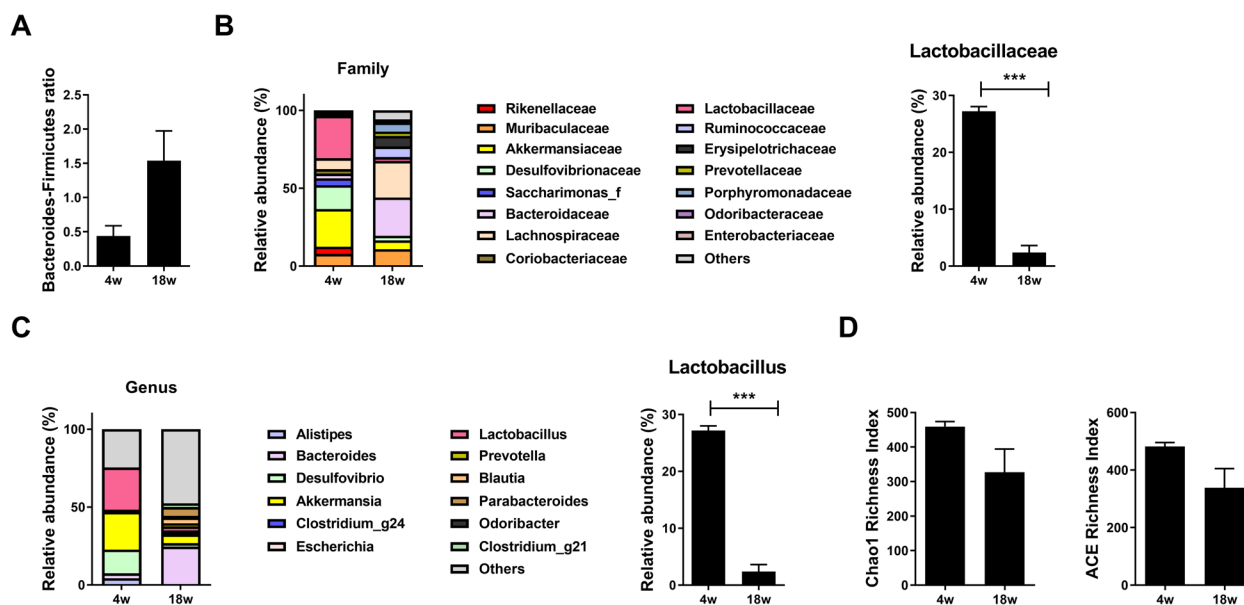 A
Bacteroides-Firmicutes ratio
2.5
2.0
1.5
1.0
0.5
0.0
4w
18w
B
Family
Relative abundance (%)
100
50
0
4w
18w
Rikenellaceae
Muribaculaceae
Akkermansiaceae
Desulfovibrionaceae
Saccharimonas_f
Bacteroidaceae
Lachnospiraceae
Coriobacteriaceae
Lactobacillaceae
Ruminococcaceae
Erysipelotrichaceae
Prevotellaceae
Porphyromonadaceae
Odoribacteraceae
Enterobacteriaceae
Others
Lactobacillaceae
***
Relative abundance (%)
30
20
10
0
4w
18w
C
Genus
Relative abundance (%)
100
50
0
4w
18w
Alistipes
Bacteroides
Desulfovibrio
Akkermansia
Clostridium_g24
Escherichia
Lactobacillus
Prevotella
Blautia
Parabacteroides
Odoribacter
Clostridium_g21
Others
Lactobacillus
***
Relative abundance (%)
30
20
10
0
4w
18w
D
Chao1 Richness Index
500
400
300
200
100
0
4w
18w
ACE Richness Index
600
400
200
0
4w
18w